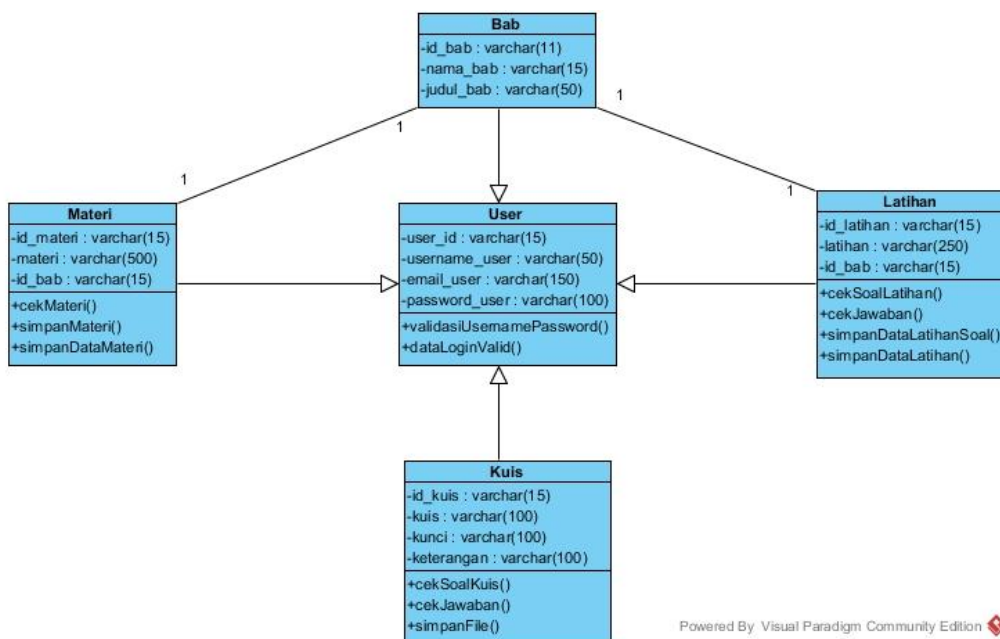 Bab
-id_bab : varchar(11)
-nama_bab : varchar(15)
-judul_bab : varchar(50)
1
1
1
1
Materi
-id_materi : varchar(15)
-materi : varchar(500)
-id_bab : varchar(15)
+cekMateri()
+simpanMateri()
+simpanDataMateri()
User
-user_id : varchar(15)
-username_user : varchar(50)
-email_user : varchar(150)
-password_user : varchar(100)
+validasiUsernamePassword()
+dataLoginValid()
Latihan
-id_latihan : varchar(15)
-latihan : varchar(250)
-id_bab : varchar(15)
+cekSoalLatihan()
+cekJawaban()
+simpanDataLatihanSoal()
+simpanDataLatihan()
Kuis
-id_kuis : varchar(15)
-kuis : varchar(100)
-kunci : varchar(100)
-keterangan : varchar(100)
+cekSoalKuis()
+cekJawaban()
+simpanFile()
Powered By Visual Paradigm Community Edition